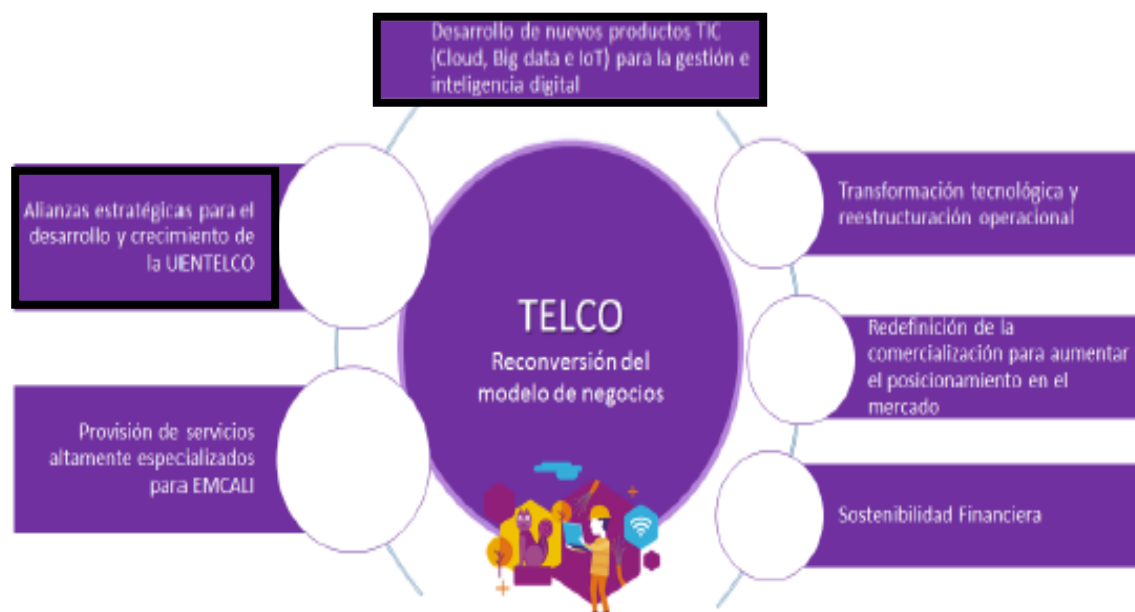 Desarrollo de nuevos productos TIC
(Cloud, Big data e IoT) para la gestión e
inteligencia digital
Alianzas estratégicas para el
desarrollo y crecimiento de
la UENTELCO
Provisión de servicios
altamente especializados
para EMCALI
TELCO
Reconversión del
modelo de negocios
Transformación tecnológica y
reestructuración operacional
Redefinición de la
comercialización para aumentar
el posicionamiento en el
mercado
Sostenibilidad Financiera